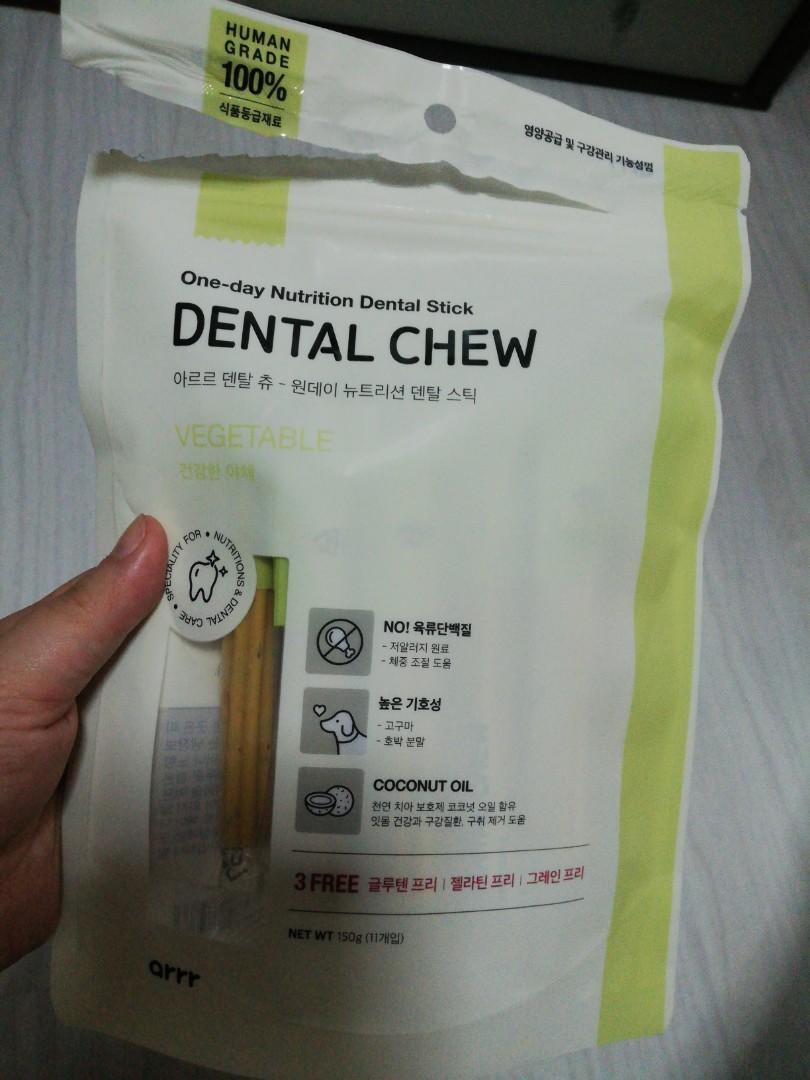 HUMAN
GRADE
100%
식품등급재료
영양공급 및 구강관리 기능성껌
One-day Nutrition Dental Stick
DENTAL CHEW
아르르 덴탈 츄 ~ 원데이 뉴트리션 덴탈 스틱
VEGETABLE
건강한 야채
SPECIALITY FOR • NUTRITIONS & DENTAL CARE •
NO! 육류단백질
- 저알러지 원료
- 체중 조절 도움
높은 기호성
- 고구마
- 호박 분말
COCONUT OIL
천연 치아 보호제 코코넛 오일 함유
잇몸 건강과 구강질환, 구취 제거 도움
3 FREE 글루텐 프리 | 젤라틴 프리 | 그레인 프리
NET WT 150g (11개입)
arrr